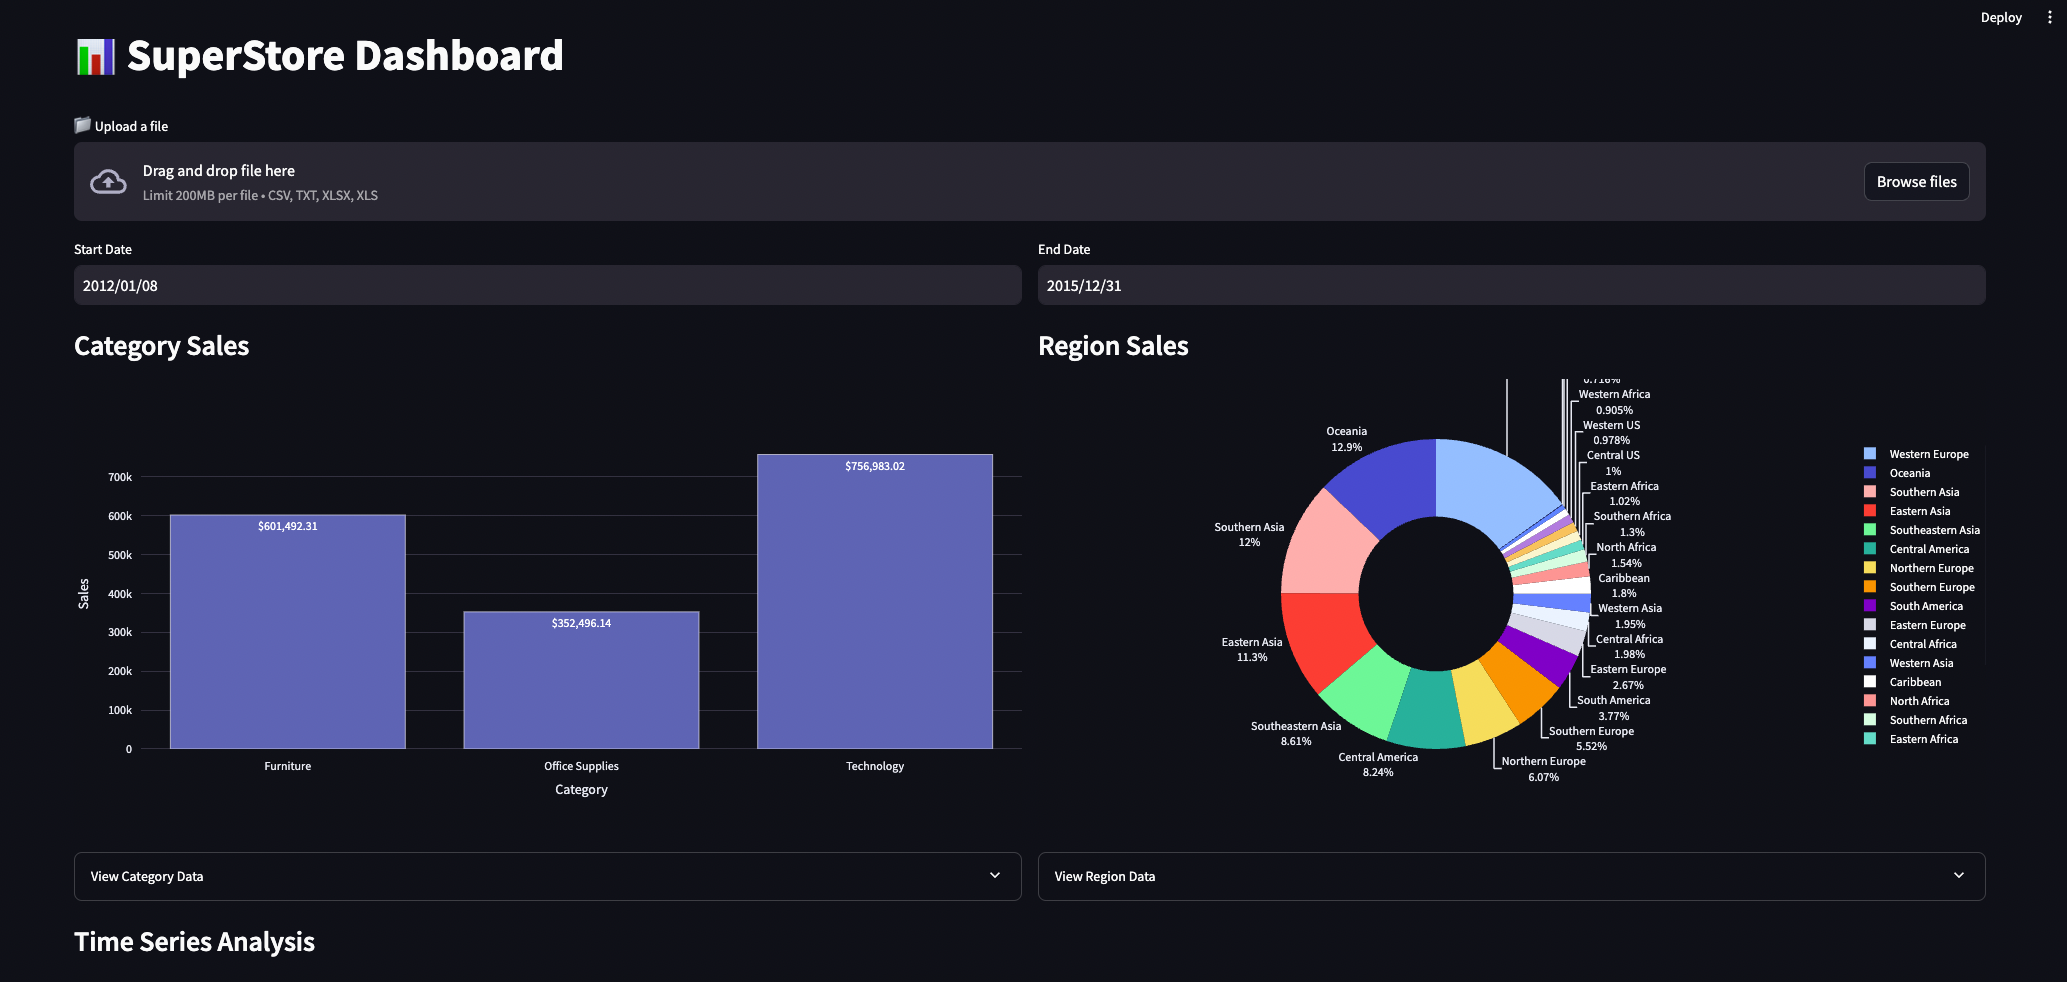 Deploy
SuperStore Dashboard
Upload a file
Drag and drop file here
Limit 200MB per file • CSV, TXT, XLSX, XLS
Browse files
Start Date
2012/01/08
End Date
2015/12/31
Category Sales
700k
600k
500k
400k
300k
200k
100k
0
Sales
$601,492.31
$352,496.14
$756,983.02
Furniture
Office Supplies
Technology
Category
Region Sales
Oceania
12.9%
Southern Asia
12%
Eastern Asia
11.3%
Southeastern Asia
8.61%
Central America
8.24%
Northern Europe
6.07%
Southern Europe
5.52%
South America
3.77%
Eastern Europe
2.67%
Central Africa
1.98%
Western Asia
1.95%
Caribbean
1.8%
North Africa
1.54%
Southern Africa
1.3%
Eastern Africa
1.02%
Central US
1%
Western US
0.978%
Western Africa
0.905%
Western Europe
Oceania
Southern Asia
Eastern Asia
Southeastern Asia
Central America
Northern Europe
Southern Europe
South America
Eastern Europe
Central Africa
Western Asia
Caribbean
North Africa
Southern Africa
Eastern Africa
View Category Data
View Region Data
Time Series Analysis